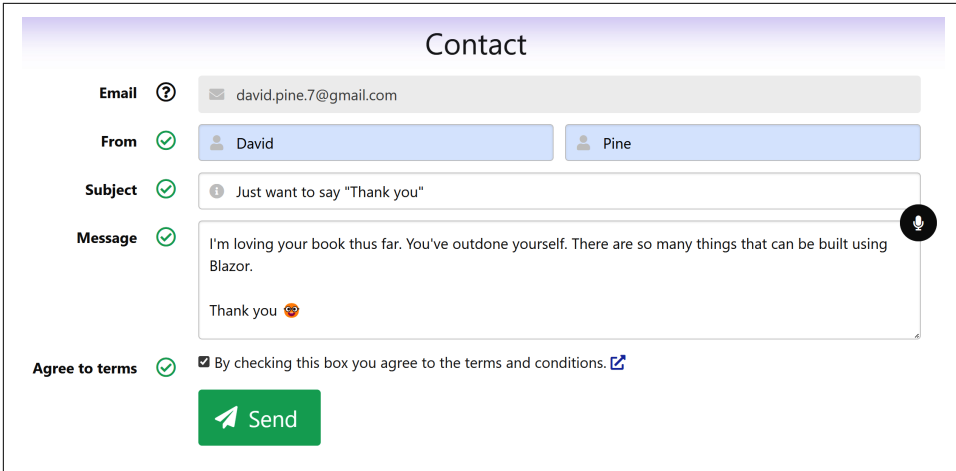 Contact
Email david.pine.7@gmail.com
From David Pine
Subject Just want to say "Thank you"
Message I'm loving your book thus far. You've outdone yourself. There are so many things that can be built using
Blazor.
Thank you 🤓
Agree to terms By checking this box you agree to the terms and conditions.
Send